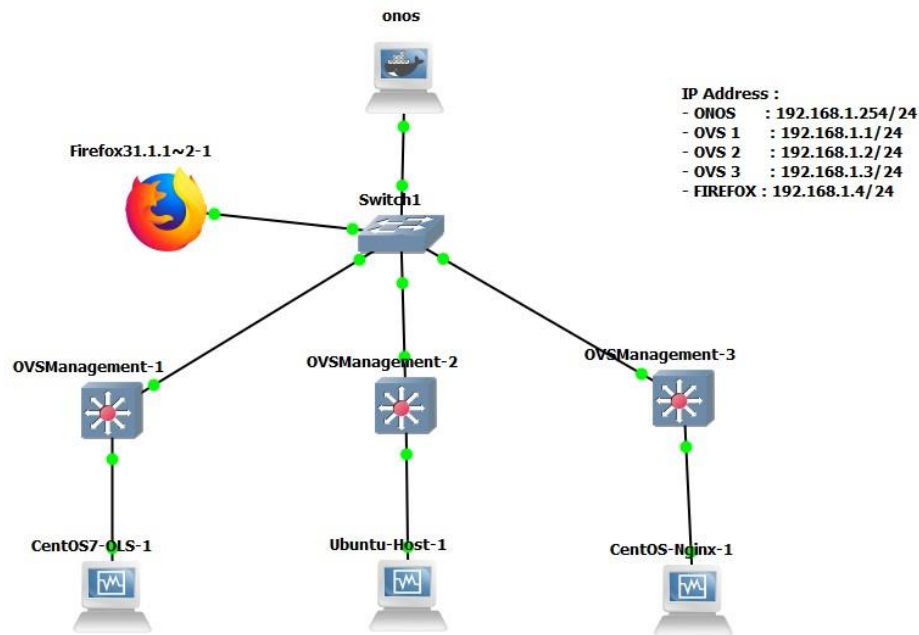 onos
IP Address :
- ONOS : 192.168.1.254/24
- OVS 1 : 192.168.1.1/24
- OVS 2 : 192.168.1.2/24
- OVS 3 : 192.168.1.3/24
- FIREFOX : 192.168.1.4/24
Firefox31.1.1~2-1
Switch1
OVSManagement-1
OVSManagement-2
OVSManagement-3
CentOS7-OLS-1
Ubuntu-Host-1
CentOS-Nginx-1